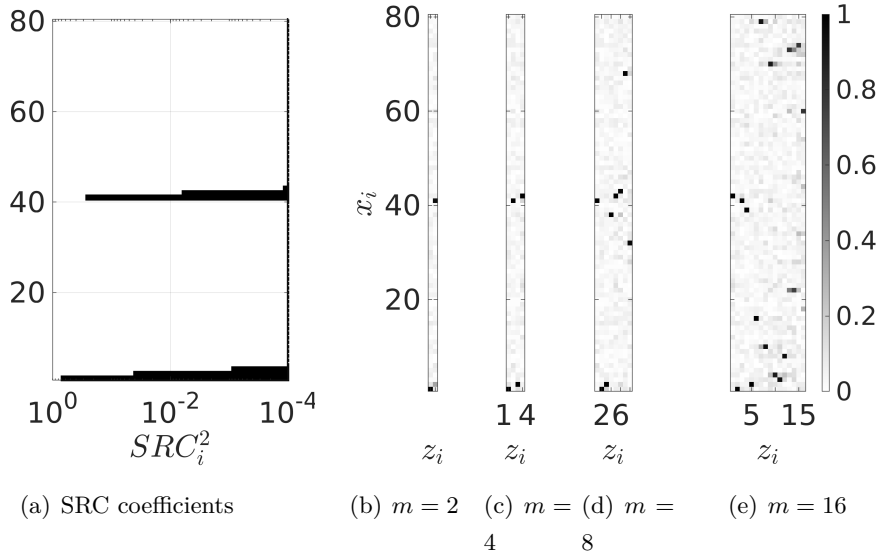 80
60
40
20
10^0
10^-2
10^-4
SRC_i^2
(a) SRC coefficients
80
60
x_i
40
20
z_i
(b) m = 2
1 4
z_i
(c) m =
4
2 6
z_i
(d) m =
8
5 15
z_i
(e) m = 16
1
0.8
0.6
0.4
0.2
0